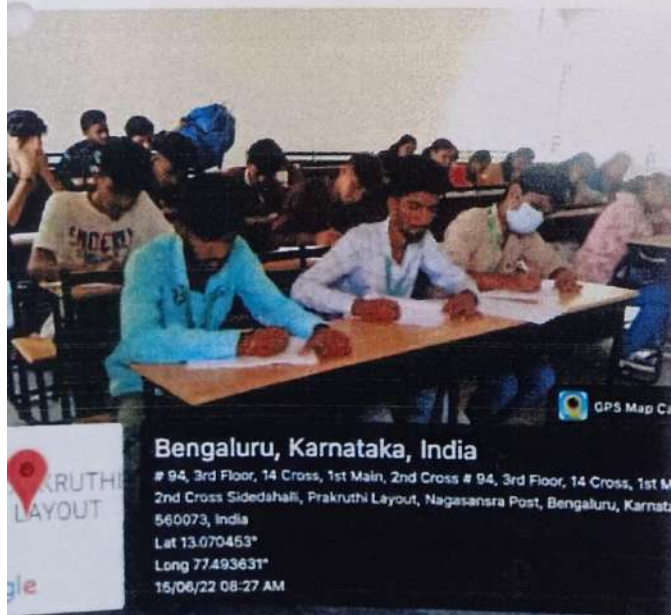 GPS Map Ca
KRUTHI
LAYOUT
gle
Bengaluru, Karnataka, India
# 94, 3rd Floor, 14 Cross, 1st Main, 2nd Cross # 94, 3rd Floor, 14 Cross, 1st M
2nd Cross Sidedahalli, Prakruthi Layout, Nagasansra Post, Bengaluru, Karnat
560073, India
Lat 13.070453°
Long 77.493631°
15/06/22 08:27 AM